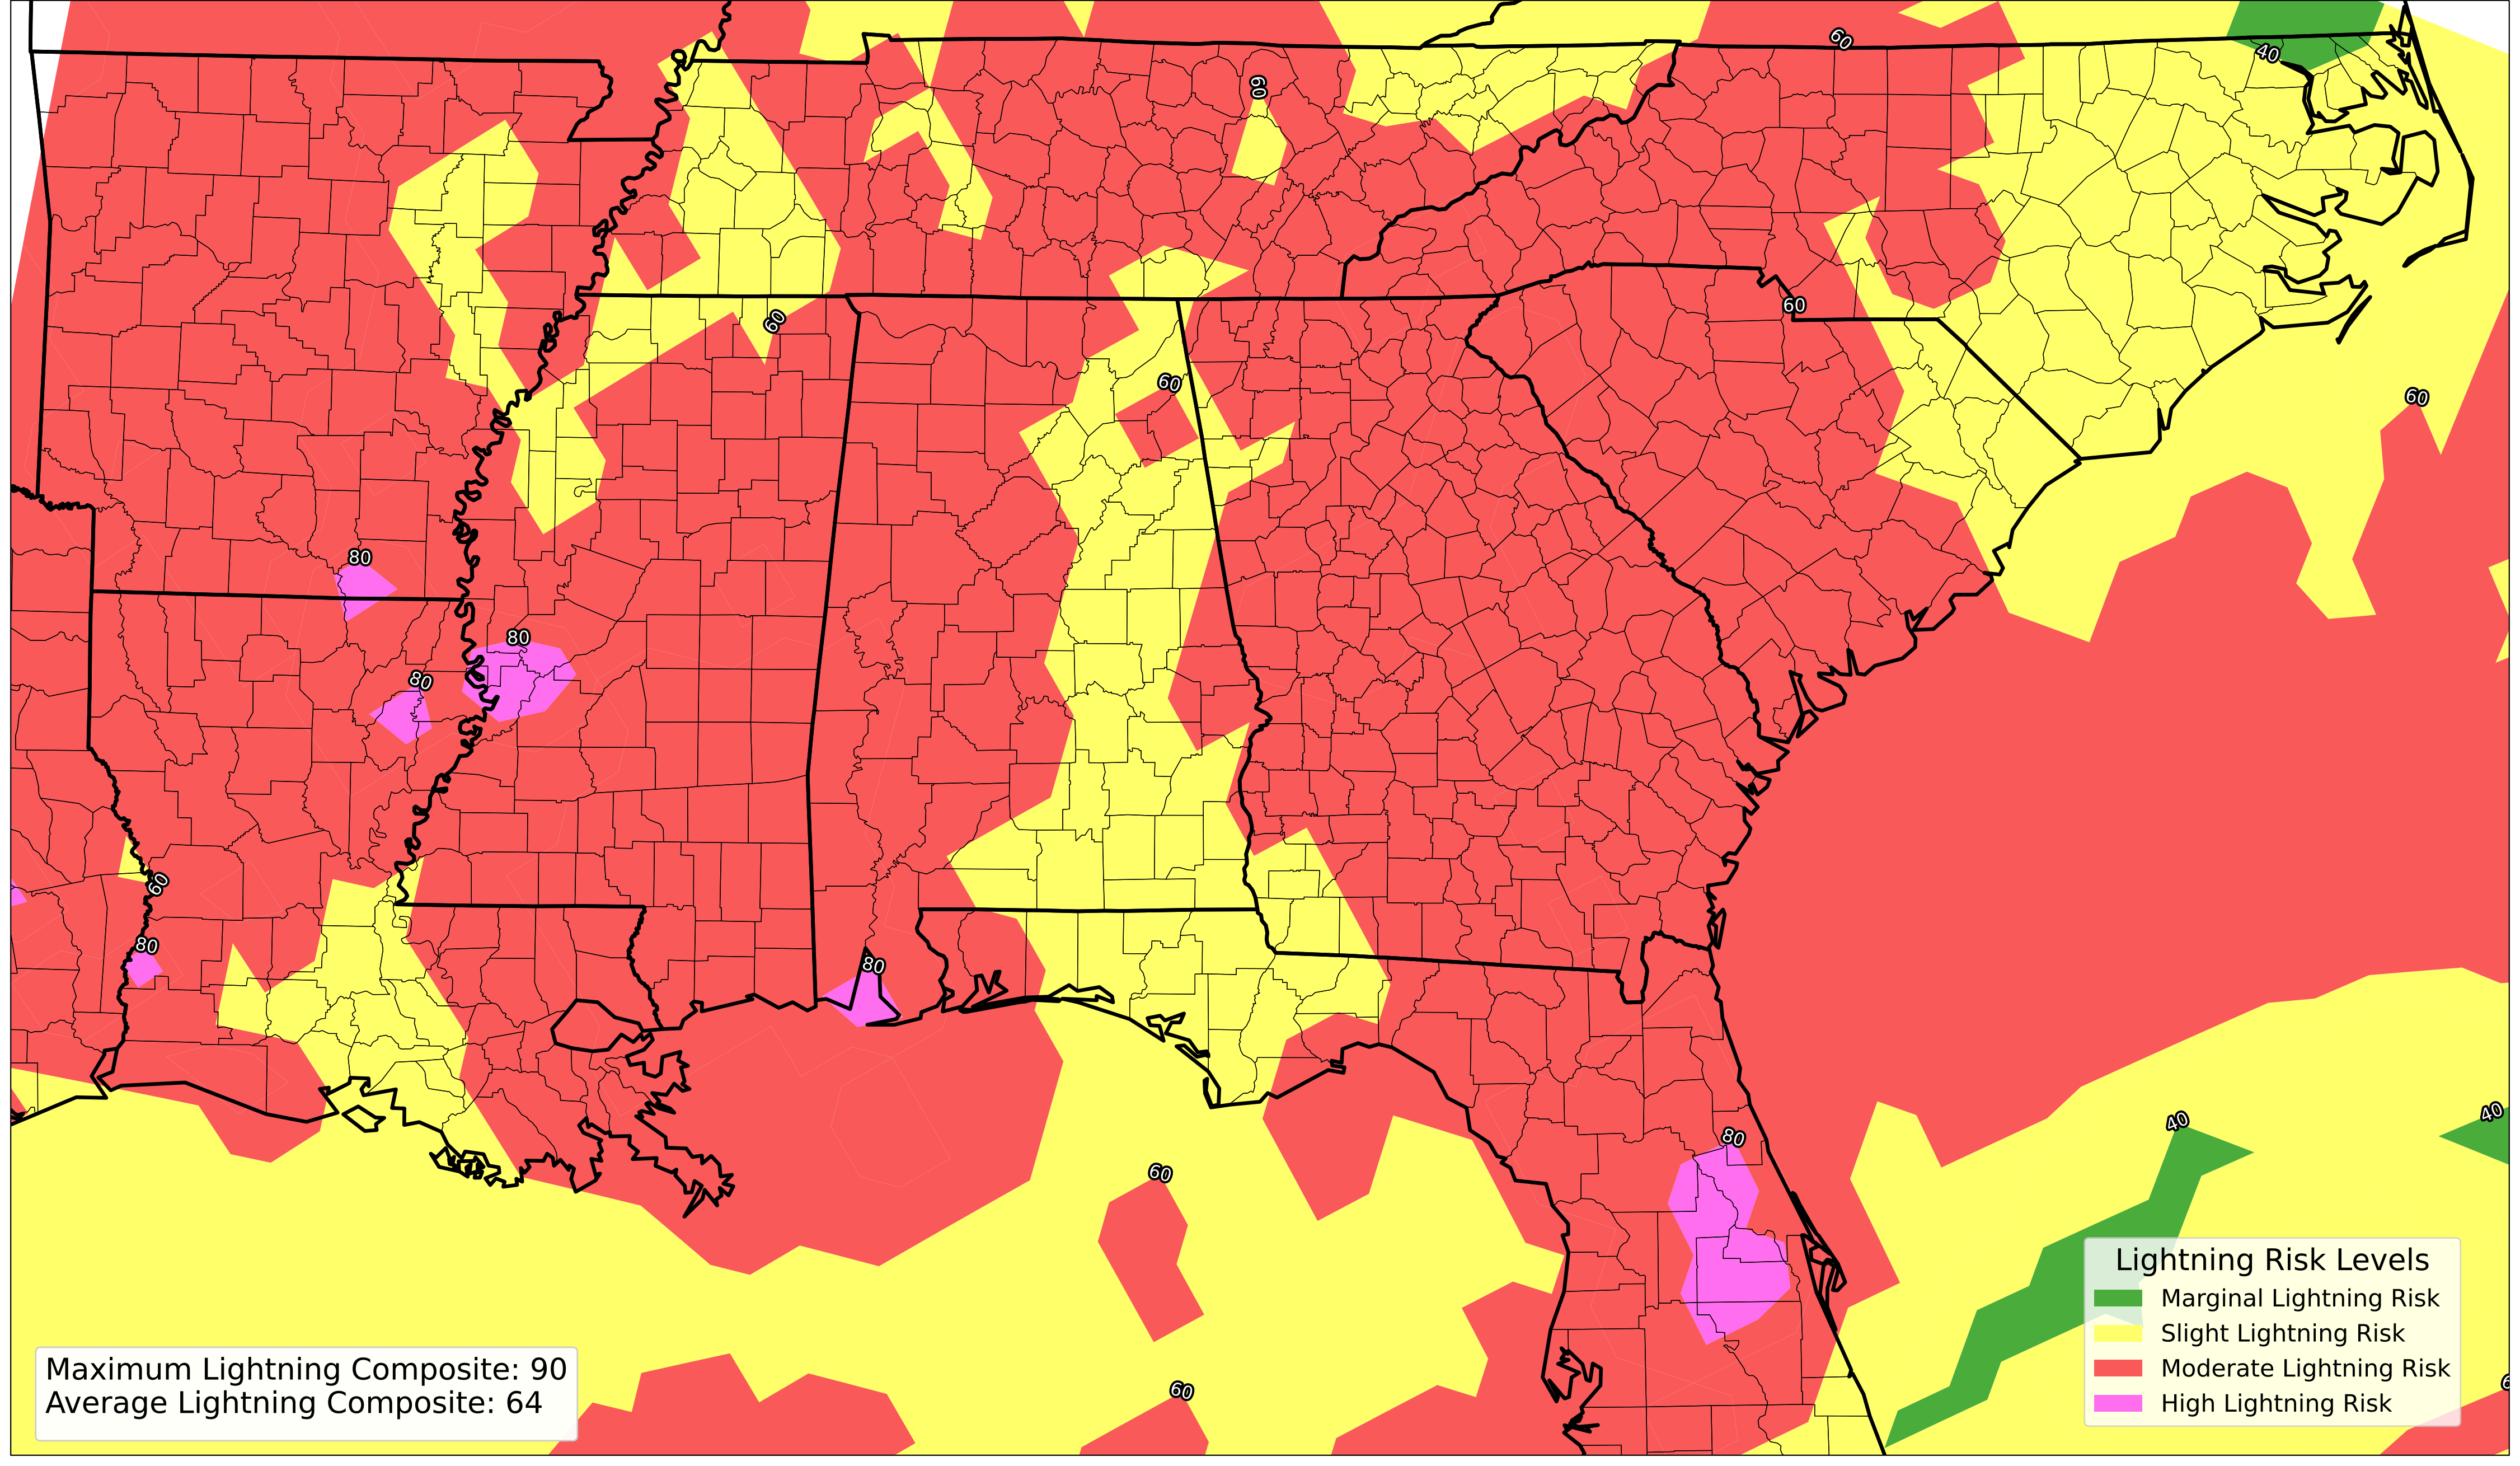 60
40
60
60
60
60
60
80
80
80
60
80
80
80
40
40
60
60
Lightning Risk Levels
Marginal Lightning Risk
Slight Lightning Risk
Moderate Lightning Risk
High Lightning Risk
Maximum Lightning Composite: 90
Average Lightning Composite: 64